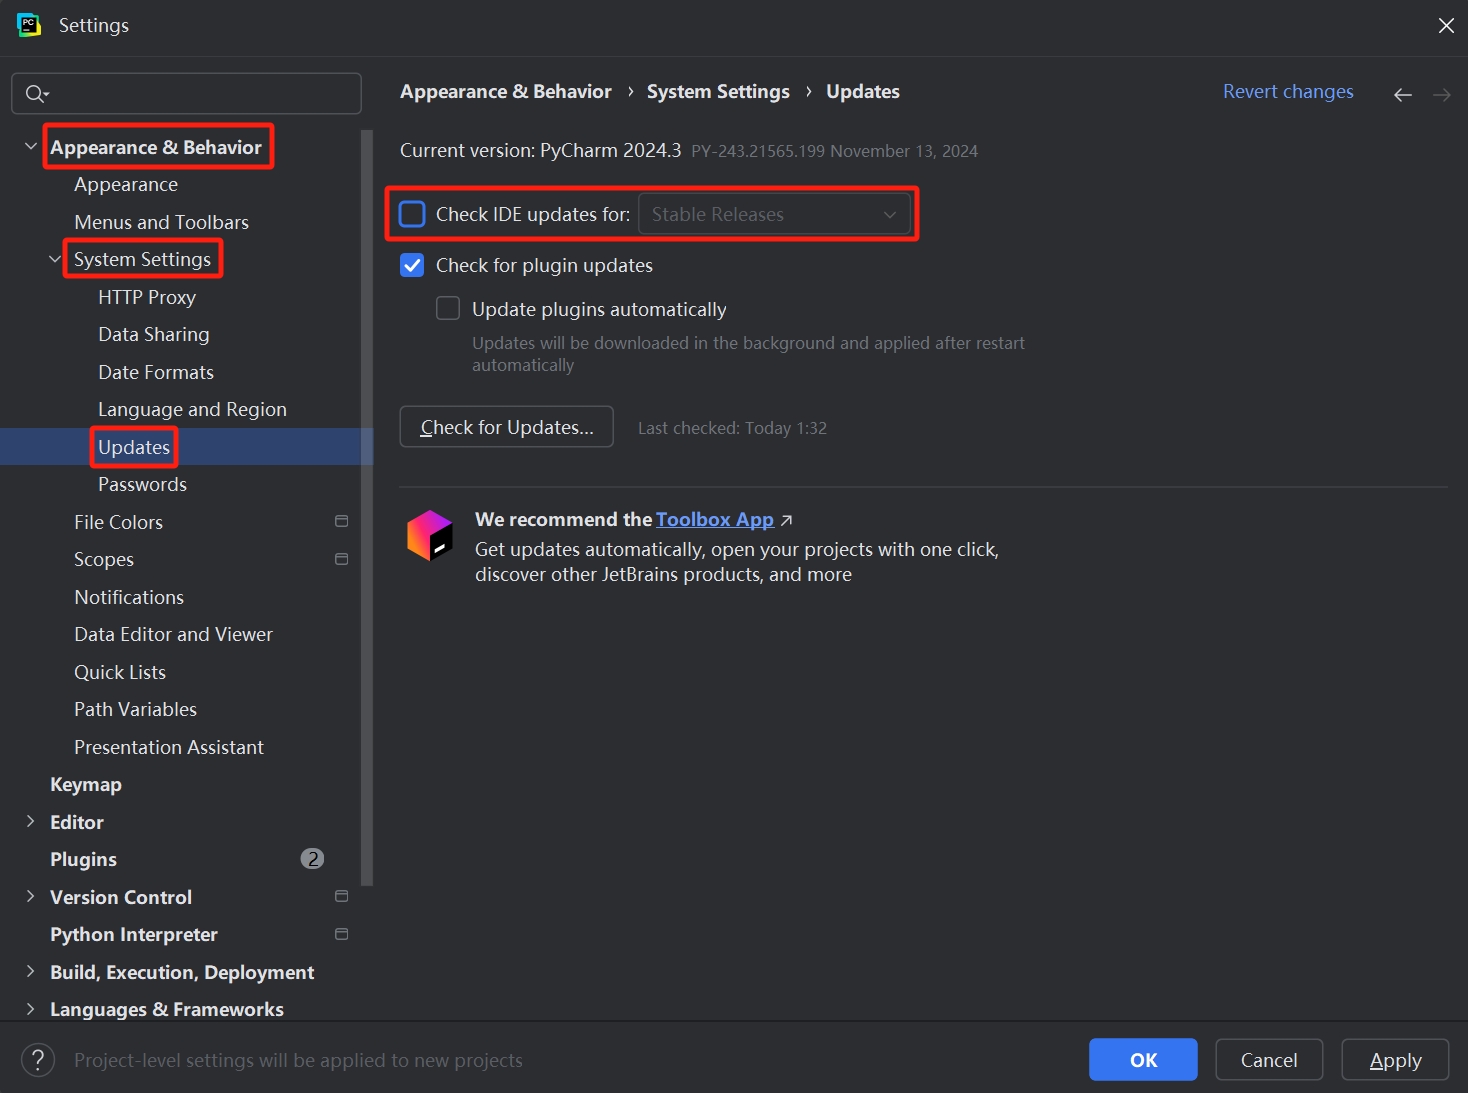 Settings
Appearance & Behavior
Appearance
Menus and Toolbars
System Settings
HTTP Proxy
Data Sharing
Date Formats
Language and Region
Updates
Passwords
File Colors
Scopes
Notifications
Data Editor and Viewer
Quick Lists
Path Variables
Presentation Assistant
Keymap
Editor
Plugins 2
Version Control
Python Interpreter
Build, Execution, Deployment
Languages & Frameworks
Appearance & Behavior › System Settings › Updates
Revert changes
Current version: PyCharm 2024.3 PY-243.21565.199 November 13, 2024
Check IDE updates for: Stable Releases
Check for plugin updates
Update plugins automatically
Updates will be downloaded in the background and applied after restart
automatically
Check for Updates... Last checked: Today 1:32
We recommend the Toolbox App ↗
Get updates automatically, open your projects with one click,
discover other JetBrains products, and more
? Project-level settings will be applied to new projects
OK Cancel Apply